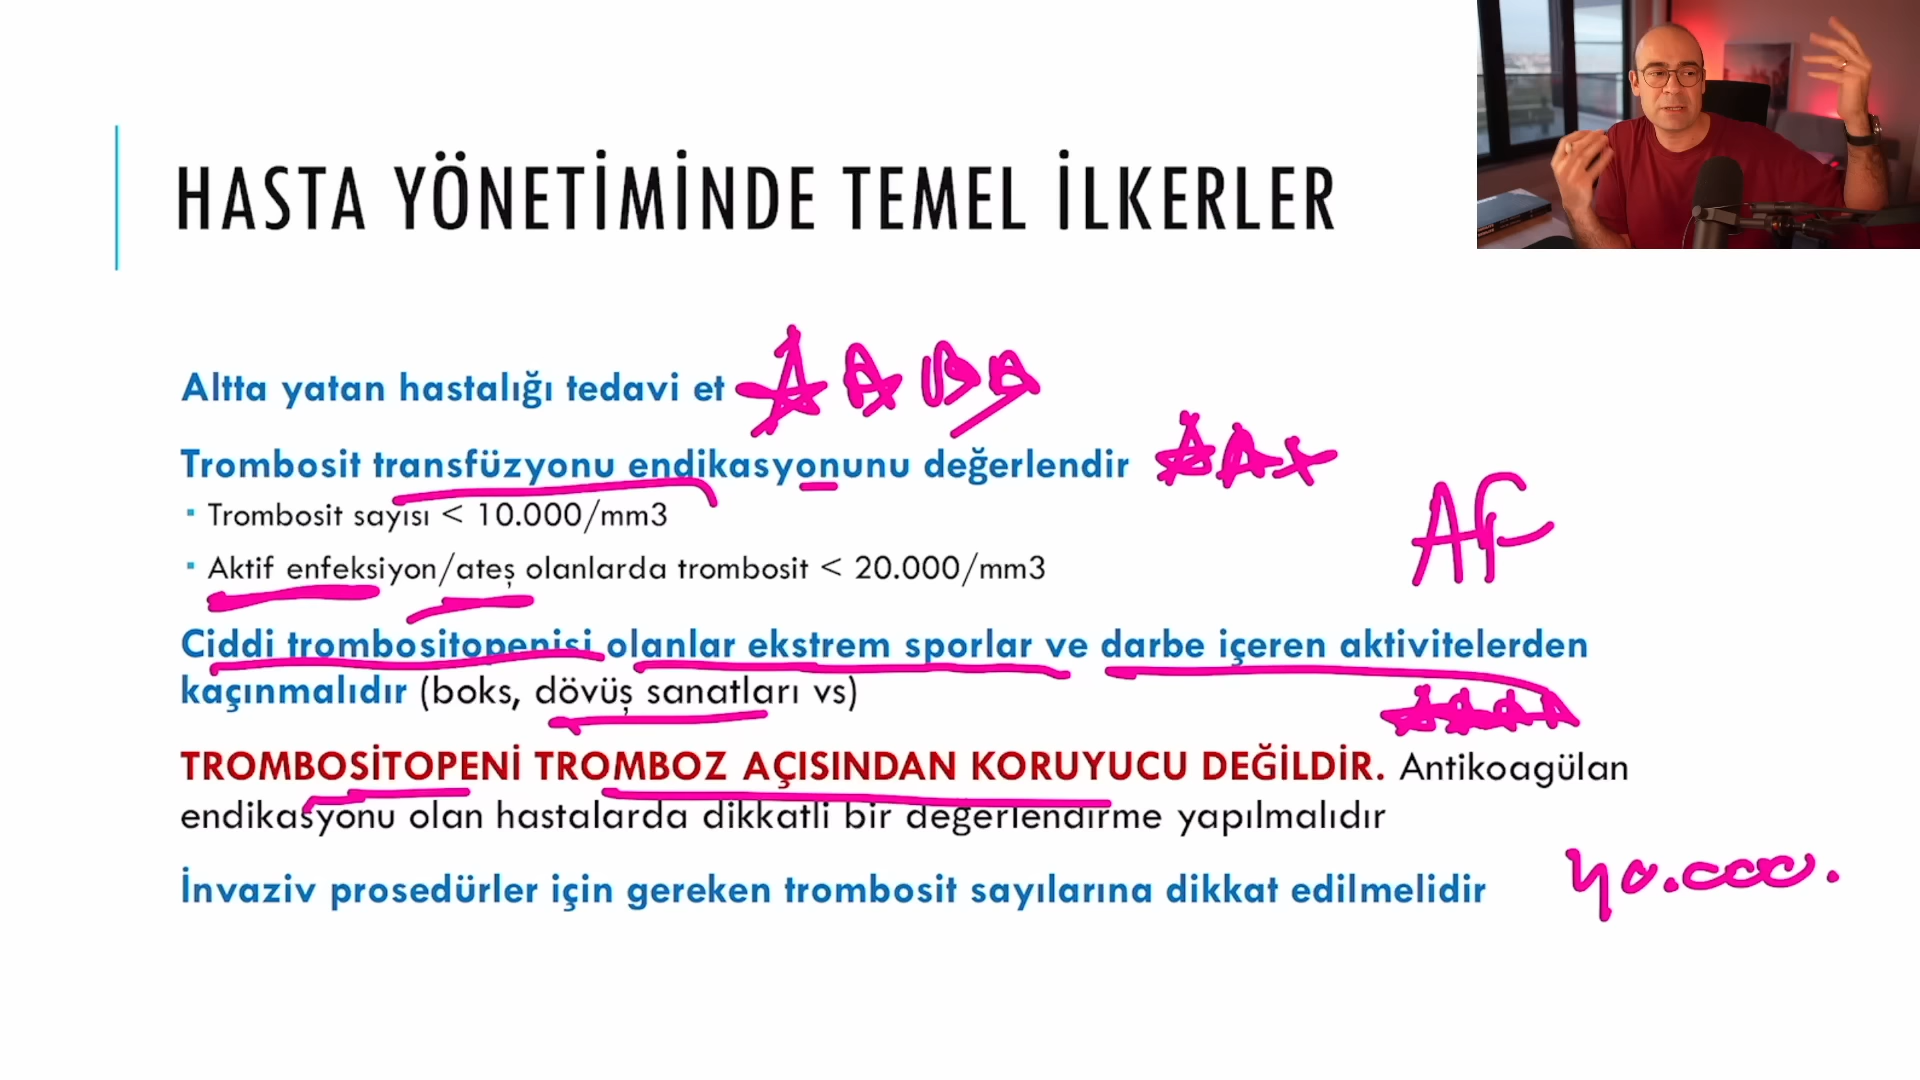 HASTA YÖNETİMİNDE TEMEL İLKERLER
Altta yatan hastalığı tedavi et
Trombosit transfüzyonu endikasyonunu değerlendir
▪ Trombosit sayısı < 10.000/mm3
▪ Aktif enfeksiyon/ateş olanlarda trombosit < 20.000/mm3
AF
Ciddi trombositopenisi olanlar ekstrem sporlar ve darbe içeren aktivitelerden
kaçınmalıdır (boks, dövüş sanatları vs)
TROMBOSİTOPENİ TROMBOZ AÇISINDAN KORUYUCU DEĞİLDİR. Antikoagülan
endikasyonu olan hastalarda dikkatli bir değerlendirme yapılmalıdır
İnvaziv prosedürler için gereken trombosit sayılarına dikkat edilmelidir